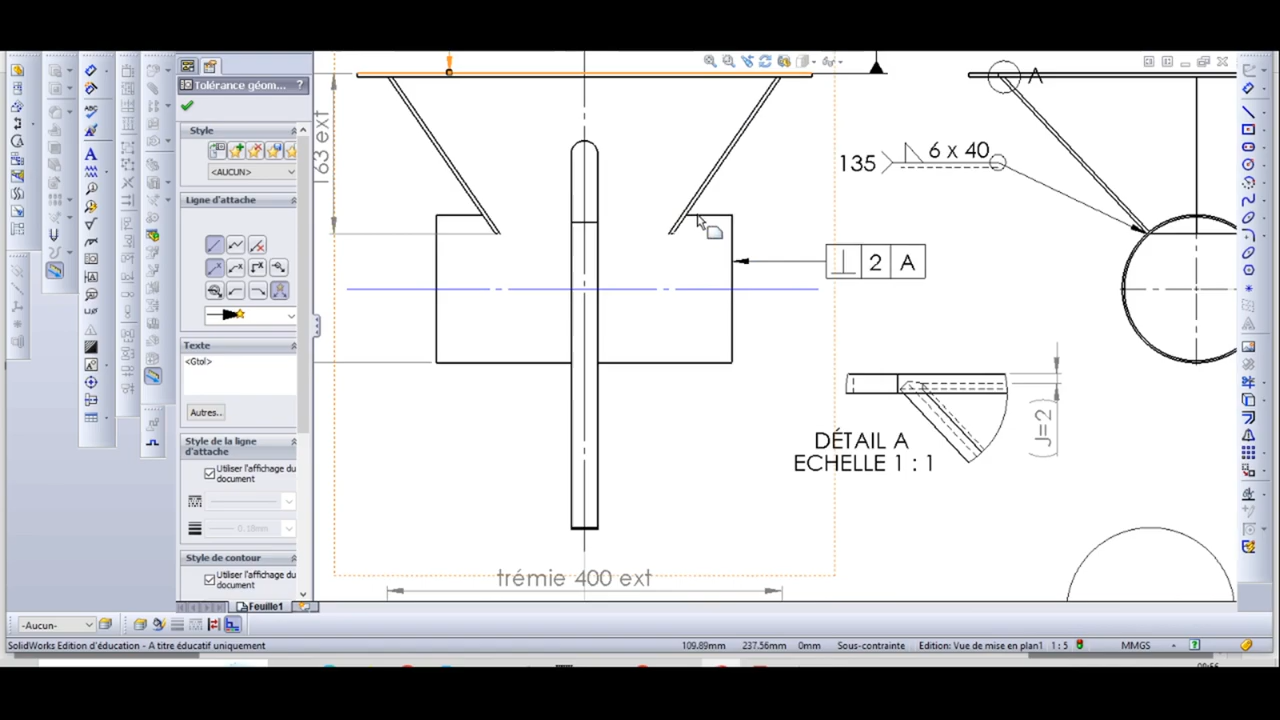 Tolérance géom... ?
Style
<AUCUN>
Ligne d'attache
Texte
<Gtol>
Autres..
Style de la ligne
d'attache
Utiliser l'affichage du
document
0.18mm
Style de contour
Utiliser l'affichage du
document
63 ext
A
135
6 x 40
2 A
(J=2)
DÉTAIL A
ECHELLE 1 : 1
trémie 400 ext
Feuille1
-Aucun-
SolidWorks Edition d'éducation - A titre éducatif uniquement
109.89mm 237.56mm 0mm Sous-contrainte Edition: Vue de mise en plan1 1 : 5 MMGS